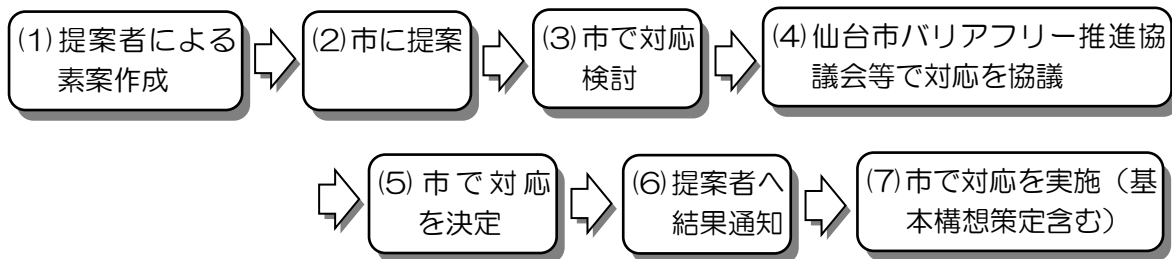 (1)提案者による
素案作成
(2)市に提案
(3)市で対応
検討
(4)仙台市バリアフリー推進協
議会等で対応を協議
(5)市で対応
を決定
(6)提案者へ
結果通知
(7)市で対応を実施（基
本構想策定含む）